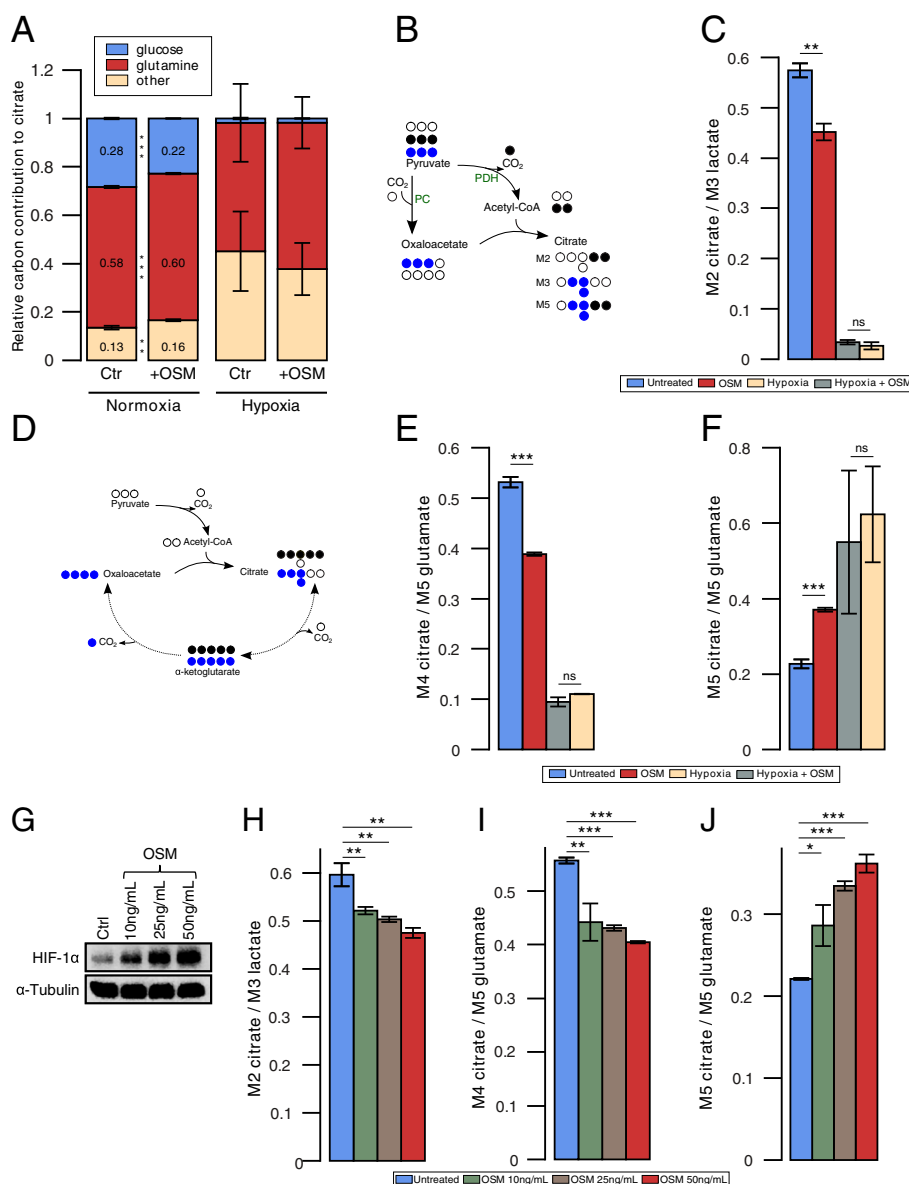 A
glucose
glutamine
other
Relative carbon contribution to citrate
1.2
1
0.8
0.6
0.4
0.2
0
0.28
0.22
0.58
0.60
0.13
0.16
***
***
**
Ctr
+OSM
Ctr
+OSM
Normoxia
Hypoxia
B
Pyruvate
CO2
PC
PDH
CO2
Acetyl-CoA
Oxaloacetate
Citrate
M2
M3
M5
C
M2 citrate / M3 lactate
0.6
0.5
0.4
0.3
0.2
0.1
0
**
ns
Untreated
OSM
Hypoxia
Hypoxia + OSM
D
Pyruvate
CO2
Acetyl-CoA
Oxaloacetate
Citrate
CO2
CO2
α-ketoglutarate
E
M4 citrate / M5 glutamate
0.6
0.5
0.4
0.3
0.2
0.1
0
***
ns
F
M5 citrate / M5 glutamate
0.8
0.6
0.4
0.2
0
***
ns
Untreated
OSM
Hypoxia
Hypoxia + OSM
G
OSM
Ctrl
10ng/mL
25ng/mL
50ng/mL
HIF-1α
α-Tubulin
H
M2 citrate / M3 lactate
0.6
0.5
0.4
0.3
0.2
0.1
0
**
**
**
I
M4 citrate / M5 glutamate
0.5
0.4
0.3
0.2
0.1
0
***
***
**
J
M5 citrate / M5 glutamate
0.3
0.2
0.1
0
***
***
*
Untreated
OSM 10ng/mL
OSM 25ng/mL
OSM 50ng/mL